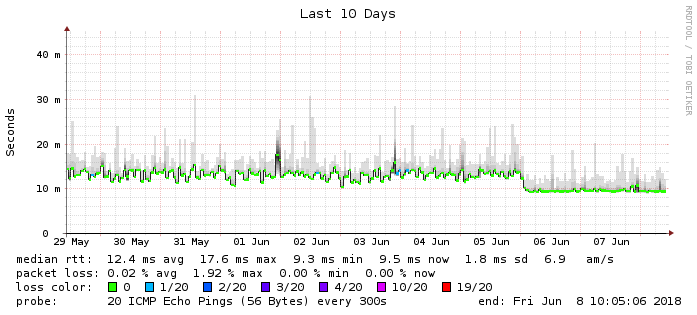 Last 10 Days
RRDTOOL / TOBI OETIKER
Seconds
40 m
30 m
20 m
10 m
0
29 May 30 May 31 May 01 Jun 02 Jun 03 Jun 04 Jun 05 Jun 06 Jun 07 Jun
median rtt: 12.4 ms avg 17.6 ms max 9.3 ms min 9.5 ms now 1.8 ms sd 6.9 am/s
packet loss: 0.02 % avg 1.92 % max 0.00 % min 0.00 % now
loss color: 0 1/20 2/20 3/20 4/20 10/20 19/20
probe: 20 ICMP Echo Pings (56 Bytes) every 300s end: Fri Jun 8 10:05:06 2018